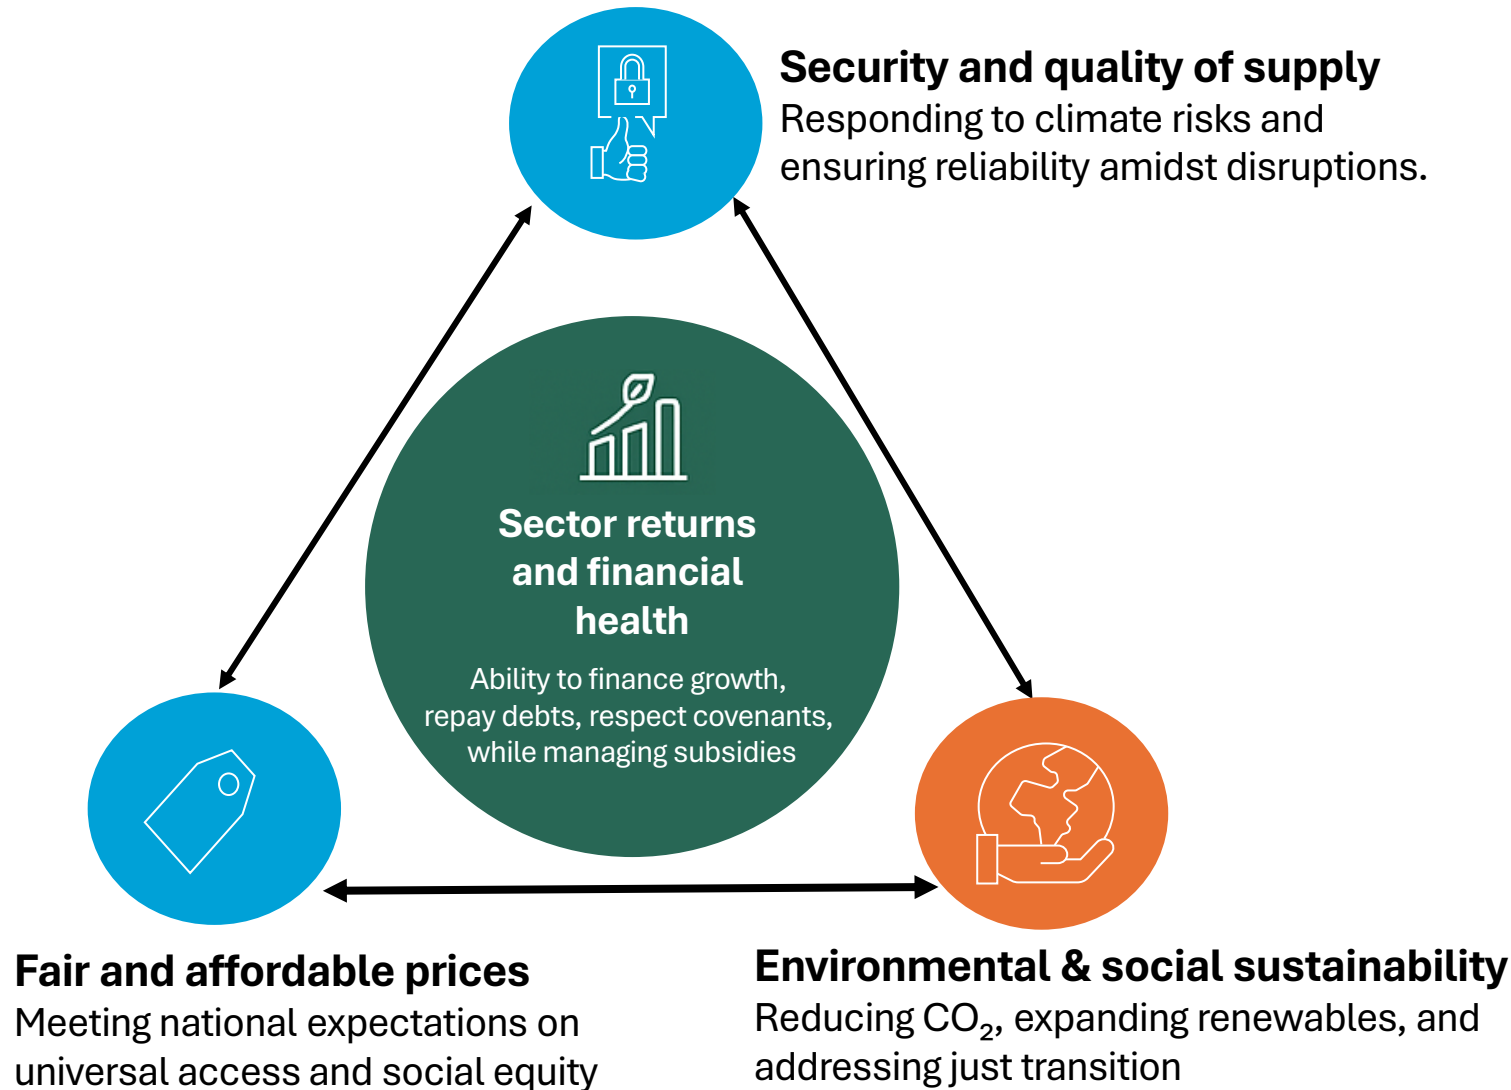 Security and quality of supply
Responding to climate risks and
ensuring reliability amidst disruptions.
Sector returns
and financial
health
Ability to finance growth,
repay debts, respect covenants,
while managing subsidies
Fair and affordable prices
Meeting national expectations on
universal access and social equity
Environmental & social sustainability
Reducing CO₂, expanding renewables, and
addressing just transition